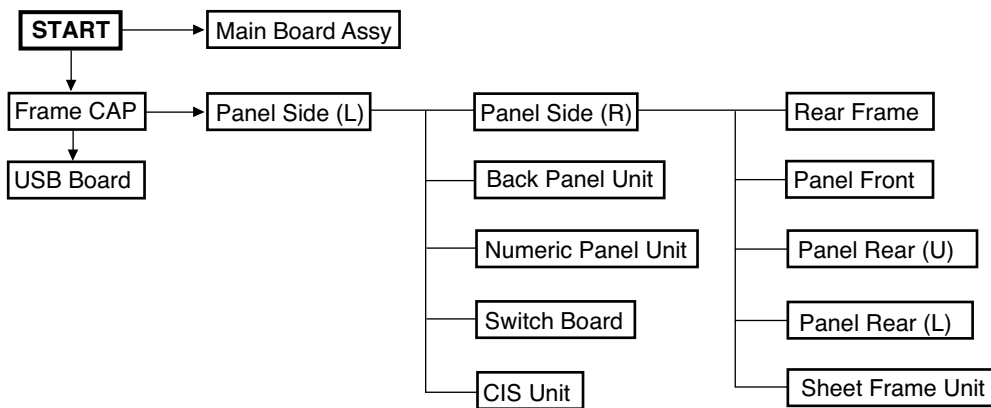 START
Main Board Assy
Frame CAP
Panel Side (L)
Panel Side (R)
Rear Frame
USB Board
Back Panel Unit
Panel Front
Numeric Panel Unit
Panel Rear (U)
Switch Board
Panel Rear (L)
CIS Unit
Sheet Frame Unit